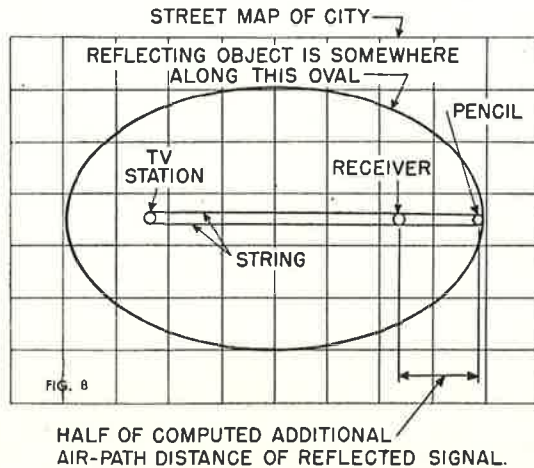 STREET MAP OF CITY
REFLECTING OBJECT IS SOMEWHERE
ALONG THIS OVAL
PENCIL
TV
STATION
RECEIVER
STRING
FIG. 8
HALF OF COMPUTED ADDITIONAL
AIR-PATH DISTANCE OF REFLECTED SIGNAL.